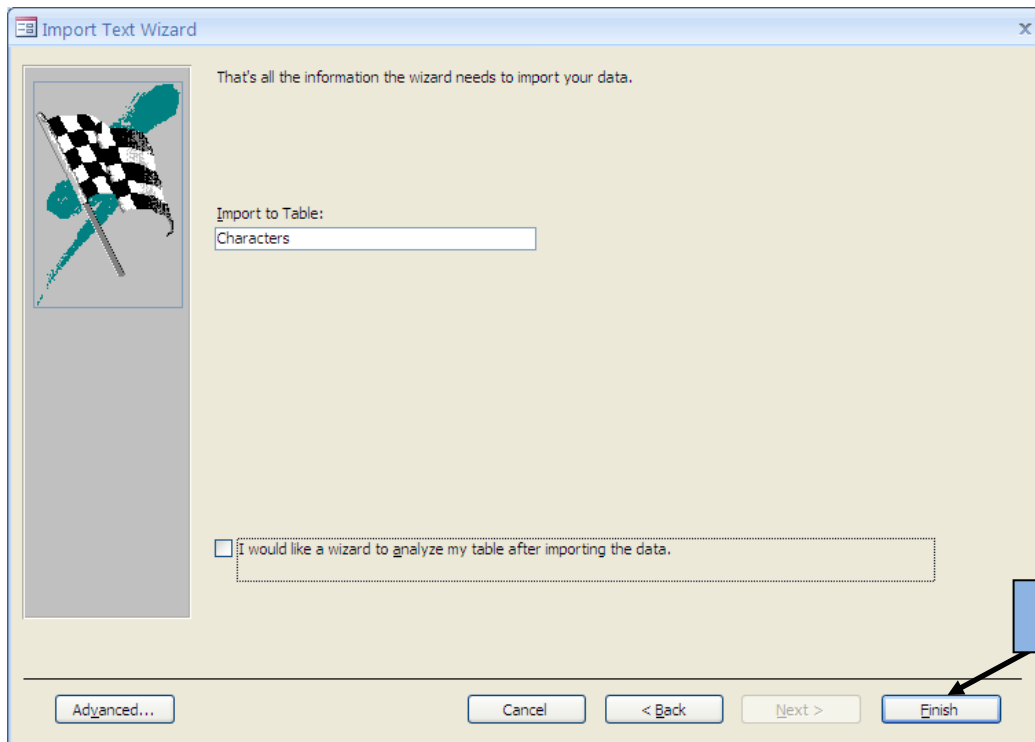 Import Text Wizard
That's all the information the wizard needs to import your data.
Import to Table:
Characters
I would like a wizard to analyze my table after importing the data.
Advanced...
Cancel
< Back
Next >
Finish